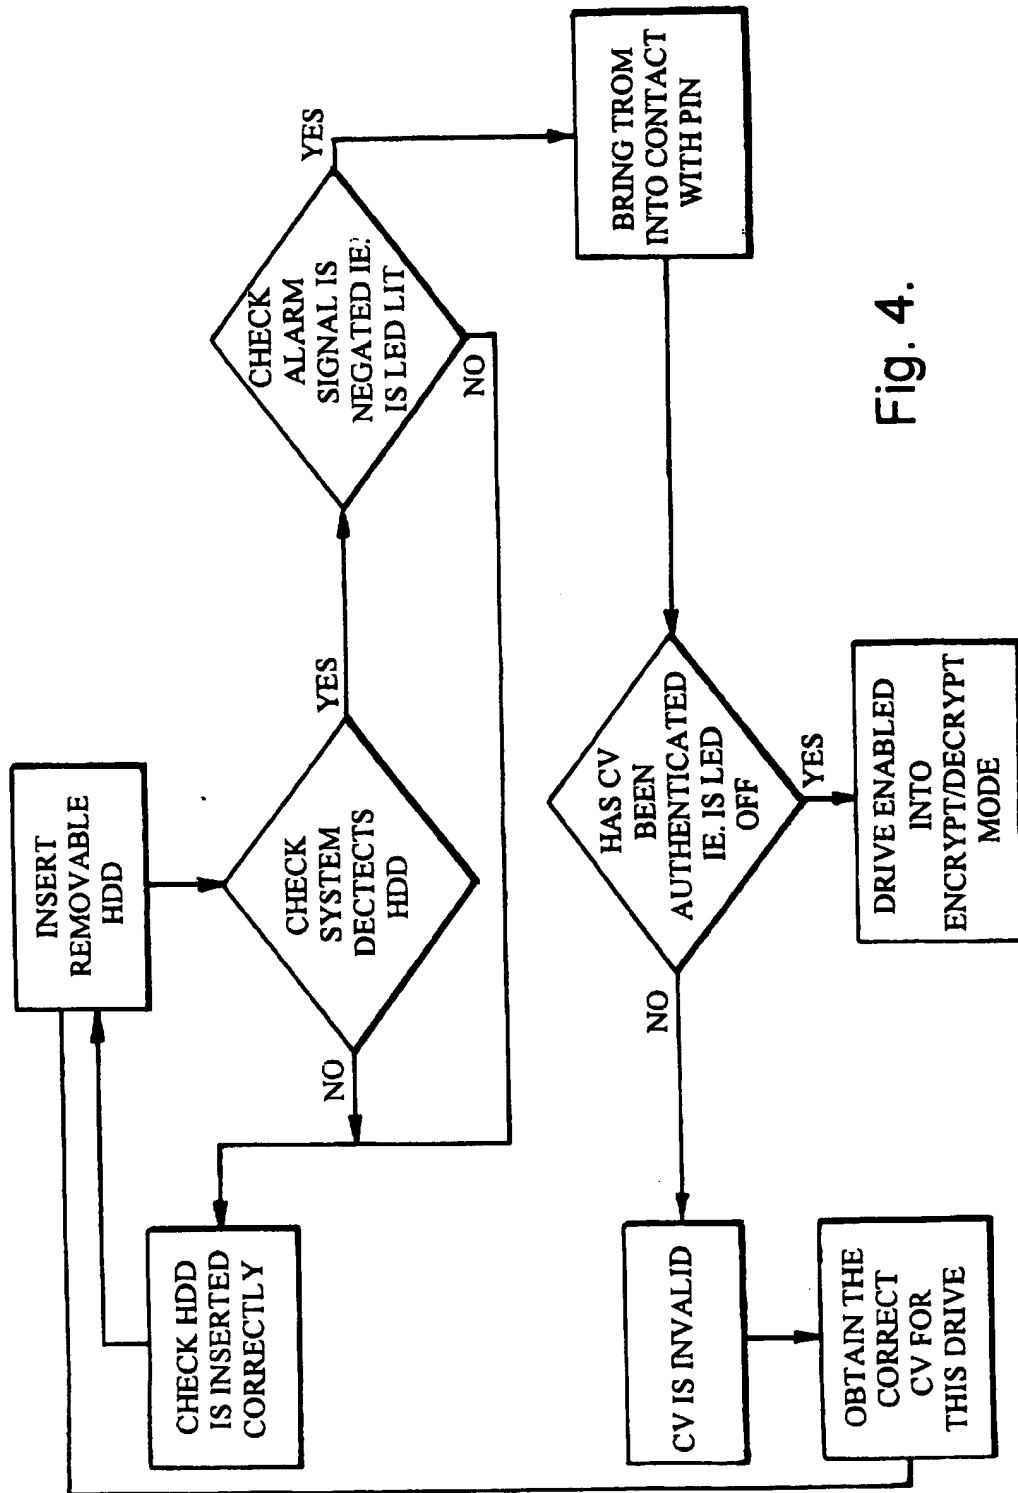 INSERT
REMOVABLE
HDD
CHECK
SYSTEM
DECTECTS
HDD
YES
NO
CHECK HDD
IS INSERTED
CORRECTLY
CHECK
ALARM
SIGNAL IS
NEGATED IE.
IS LED LIT
YES
NO
BRING TROM
INTO CONTACT
WITH PIN
HAS CV
BEEN
AUTHENTICATED
IE. IS LED
OFF
NO
YES
CV IS INVALID
OBTAIN THE
CORRECT
CV FOR
THIS DRIVE
DRIVE ENABLED
INTO
ENCRYPT/DECRYPT
MODE
Fig. 4.